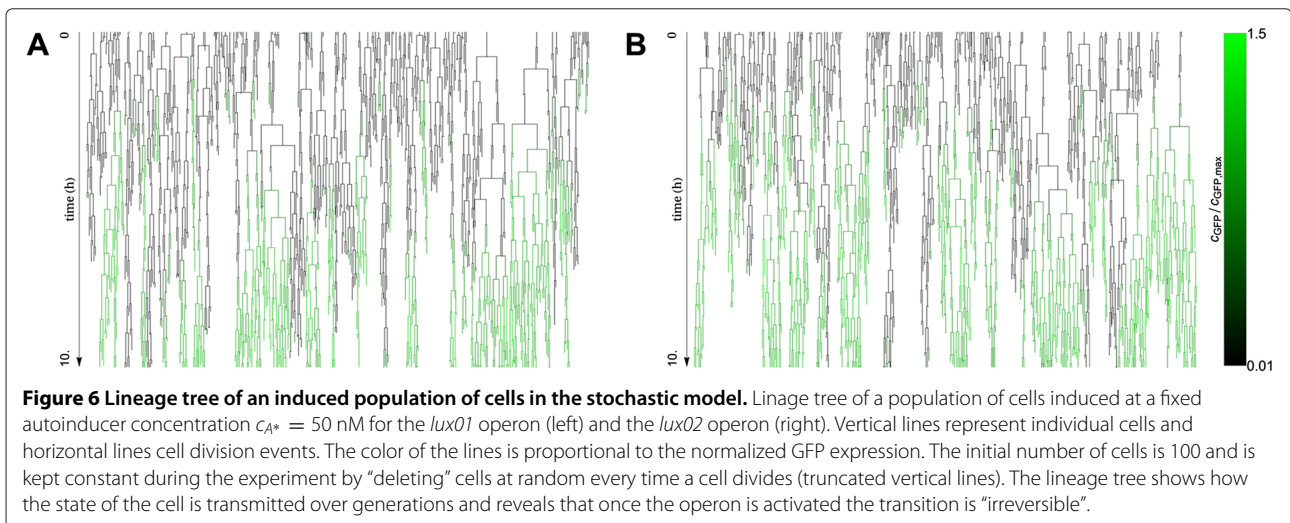 A
0
time (h)
10.
B
0
time (h)
10.
1.5
cGFP / cGFP,max
0.01
Figure 6 Lineage tree of an induced population of cells in the stochastic model. Linage tree of a population of cells induced at a fixed
autoinducer concentration cA* = 50 nM for the lux01 operon (left) and the lux02 operon (right). Vertical lines represent individual cells and
horizontal lines cell division events. The color of the lines is proportional to the normalized GFP expression. The initial number of cells is 100 and is
kept constant during the experiment by “deleting” cells at random every time a cell divides (truncated vertical lines). The lineage tree shows how
the state of the cell is transmitted over generations and reveals that once the operon is activated the transition is “irreversible”.